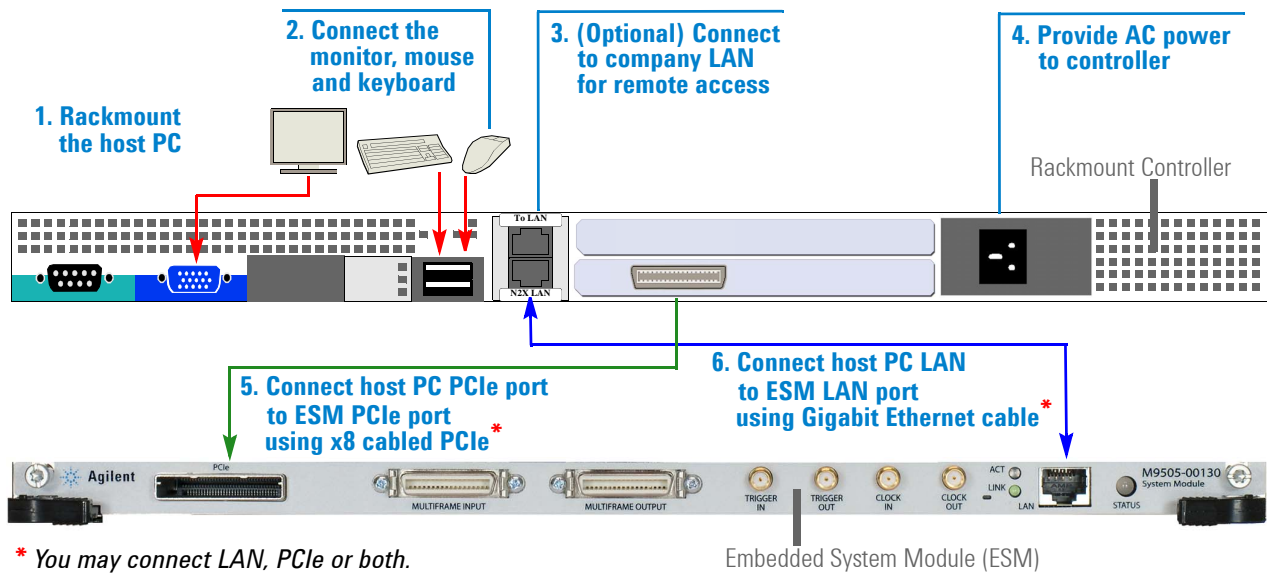 1. Rackmount
the host PC
2. Connect the
monitor, mouse
and keyboard
3. (Optional) Connect
to company LAN
for remote access
4. Provide AC power
to controller
Rackmount Controller
To LAN
N2X LAN
5. Connect host PC PCIe port
to ESM PCIe port
using x8 cabled PCIe*
6. Connect host PC LAN
to ESM LAN port
using Gigabit Ethernet cable*
Agilent
PCIe
MULTIFRAME INPUT
MULTIFRAME OUTPUT
TRIGGER
IN
TRIGGER
OUT
CLOCK
IN
CLOCK
OUT
ACT
LINK
LAN
STATUS
M9505-00130
System Module
* You may connect LAN, PCIe or both.
Embedded System Module (ESM)